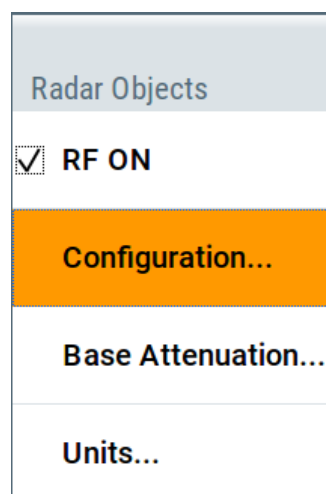 Radar Objects
RF ON
Configuration...
Base Attenuation...
Units...